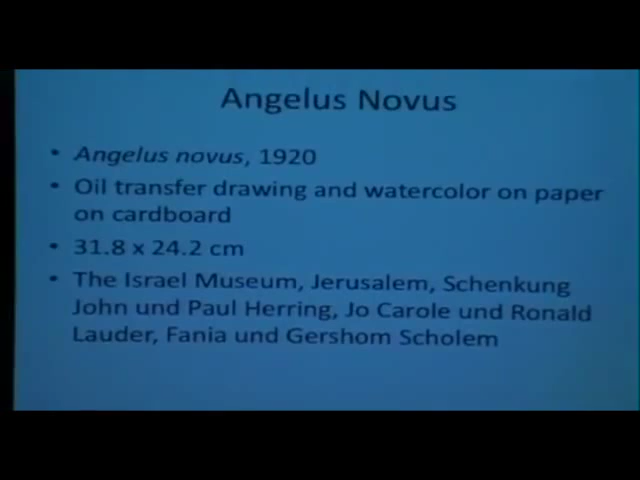 Angelus Novus
• Angelus novus, 1920
• Oil transfer drawing and watercolor on paper
on cardboard
• 31.8 x 24.2 cm
• The Israel Museum, Jerusalem, Schenkung
John und Paul Herring, Jo Carole und Ronald
Lauder, Fania und Gershom Scholem